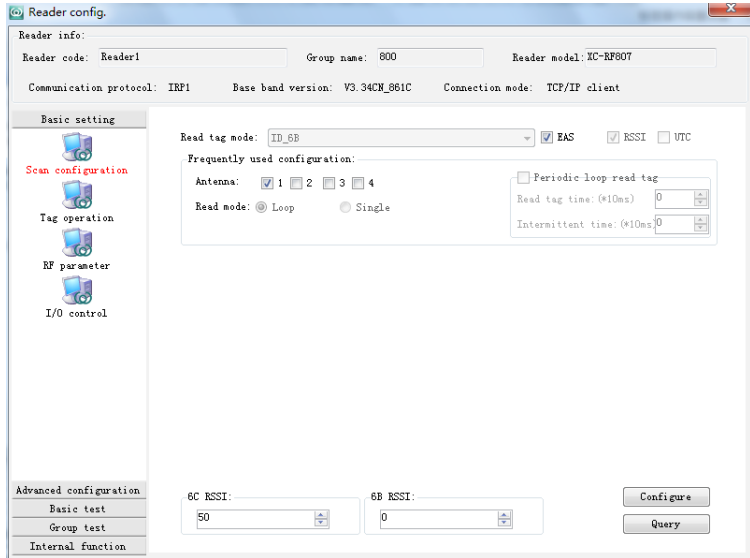 Reader config.
Reader info:
Reader code: Reader1 Group name: 800 Reader model: XC-RF807
Communication protocol: IRP1 Base band version: V3.34CN_861C Connection mode: TCP/IP client
Basic setting
Scan configuration
Tag operation
RF parameter
I/O control
Read tag mode: ID_6B EAS RSSI UTC
Frequently used configuration:
Antenna: 1 2 3 4
Read mode: Loop Single
Periodic loop read tag
Read tag time:(*10ms) 0
Intermittent time:(*10ms) 0
6C RSSI: 6B RSSI:
50 0
Configure
Query
Advanced configuration
Basic test
Group test
Internal function